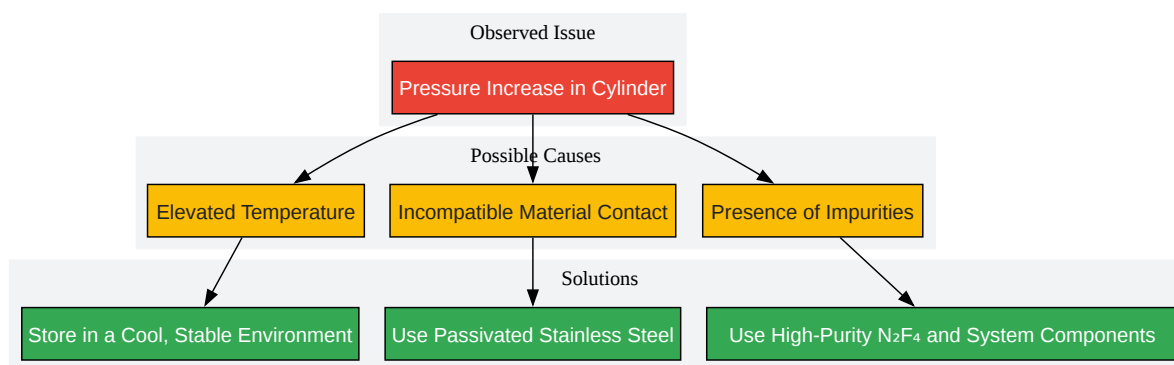 Observed Issue
Pressure Increase in Cylinder
Possible Causes
Elevated Temperature
Incompatible Material Contact
Presence of Impurities
Solutions
Store in a Cool, Stable Environment
Use Passivated Stainless Steel
Use High-Purity N₂F₄ and System Components